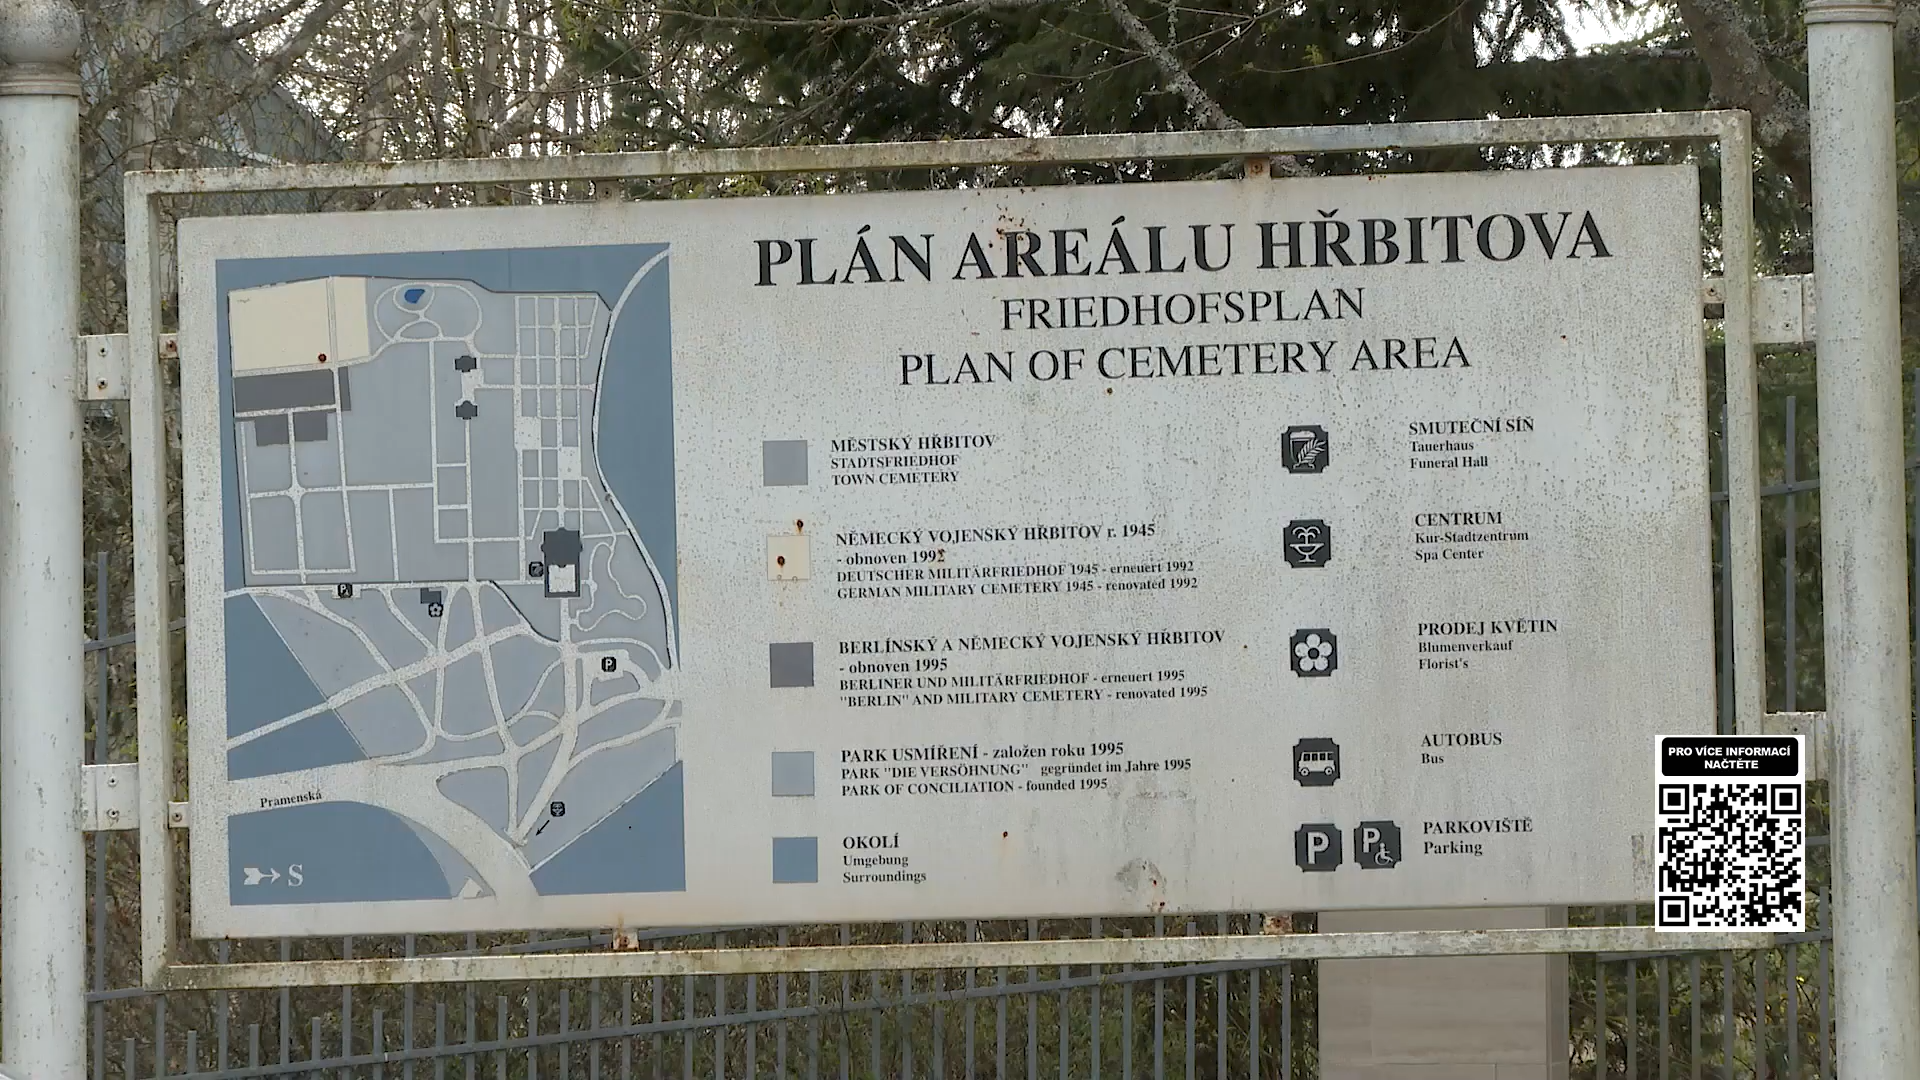 PLÁN AREÁLU HŘBITOVA
FRIEDHOFSPLAN
PLAN OF CEMETERY AREA
MĚSTSKÝ HŘBITOV
STADTSFRIEDHOF
TOWN CEMETERY
NĚMECKÝ VOJENSKÝ HŘBITOV r. 1945
- obnoven 1992
DEUTSCHER MILITÄRFRIEDHOF 1945 - erneuert 1992
GERMAN MILITARY CEMETERY 1945 - renovated 1992
BERLÍNSKÝ A NĚMECKÝ VOJENSKÝ HŘBITOV
- obnoven 1995
BERLINER UND MILITÄRFRIEDHOF - erneuert 1995
"BERLIN" AND MILITARY CEMETERY - renovated 1995
PARK USMÍŘENÍ - založen roku 1995
PARK "DIE VERSÖHNUNG" gegründet im Jahre 1995
PARK OF CONCILIATION - founded 1995
OKOLÍ
Umgebung
Surroundings
SMUTEČNÍ SÍŇ
Tauerhaus
Funeral Hall
CENTRUM
Kur-Stadtzentrum
Spa Center
PRODEJ KVĚTIN
Blumenverkauf
Florist's
AUTOBUS
Bus
P
P
PARKOVIŠTĚ
Parking
P
P
Pramenská
S
PRO VÍCE INFORMACÍ
NAČTĚTE